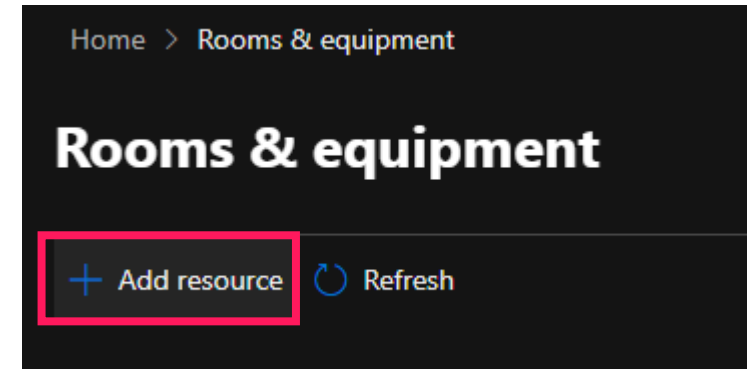 Home > Rooms & equipment
Rooms & equipment
Add resource Refresh